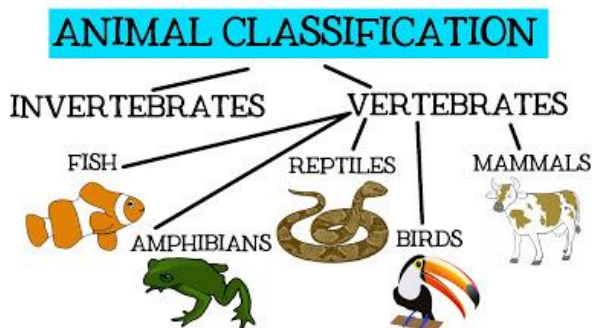 ANIMAL CLASSIFICATION
INVERTEBRATES
VERTEBRATES
FISH
REPTILES
MAMMALS
AMPHIBIANS
BIRDS